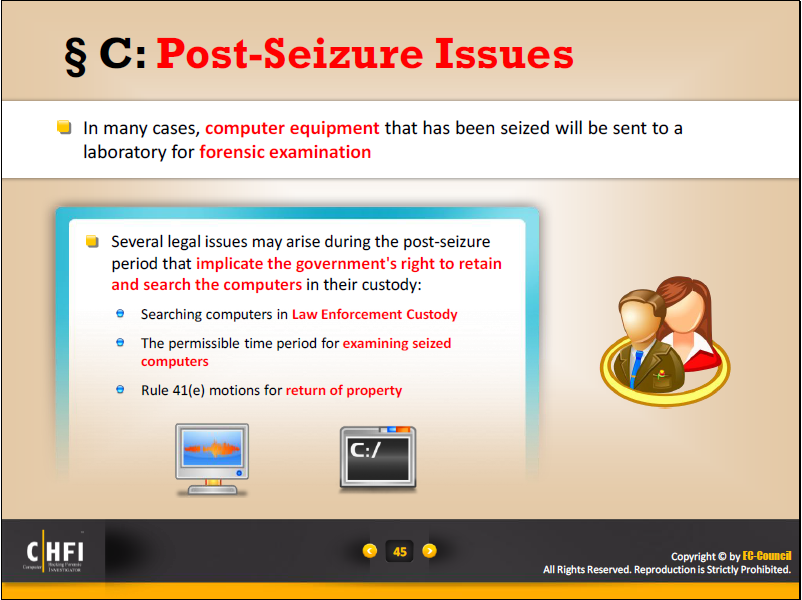 § C: Post-Seizure Issues
In many cases, computer equipment that has been seized will be sent to a
laboratory for forensic examination
Several legal issues may arise during the post-seizure
period that implicate the government's right to retain
and search the computers in their custody:
Searching computers in Law Enforcement Custody
The permissible time period for examining seized
computers
Rule 41(e) motions for return of property
C:/
CHFI
Computer Hacking Forensic
INVESTIGATOR
45
Copyright © by EC-Council
All Rights Reserved. Reproduction is Strictly Prohibited.